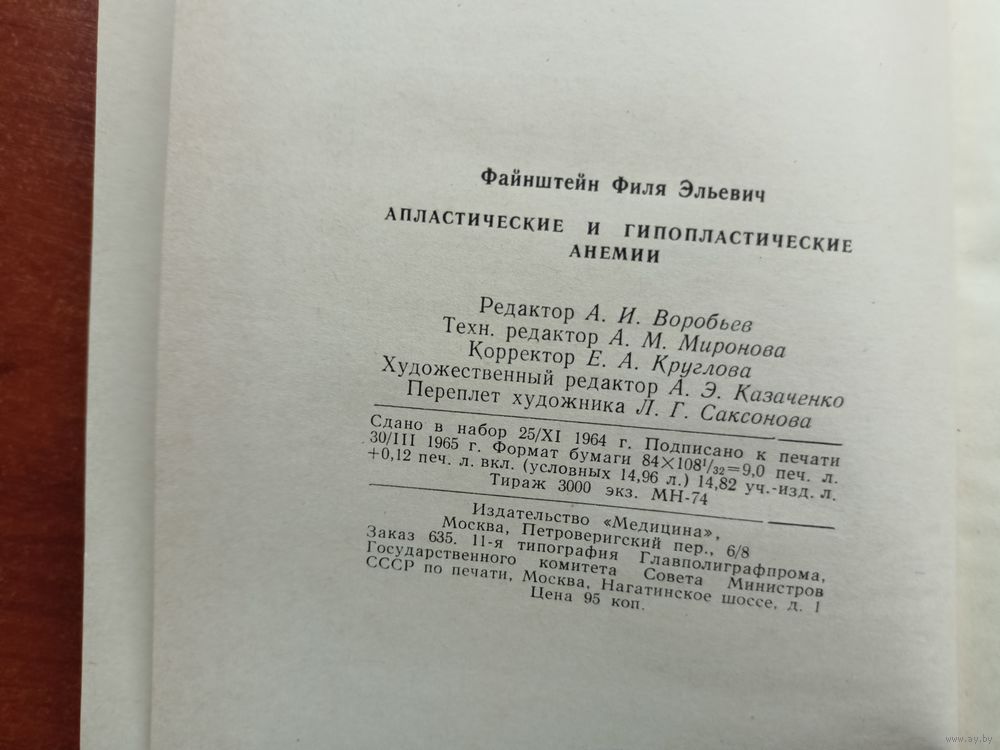 Файнштейн Филя Эльевич
АПЛАСТИЧЕСКИЕ И ГИПОПЛАСТИЧЕСКИЕ
АНЕМИИ
Редактор А. И. Воробьев
Техн. редактор А. М. Миронова
Корректор Е. А. Круглова
Художественный редактор А. Э. Казаченко
Переплет художника Л. Г. Саксонова
Сдано в набор 25/XI 1964 г. Подписано к печати
30/III 1965 г. Формат бумаги 84×108¹/₃₂=9,0 печ. л.
+0,12 печ. л. вкл. (условных 14,96 л.) 14,82 уч.-изд. л.
Тираж 3000 экз. МН-74
Издательство «Медицина»,
Москва, Петроверигский пер., 6/8
Заказ 635. 11-я типография Главполиграфпрома,
Государственного комитета Совета Министров
СССР по печати, Москва, Нагатинское шоссе, д. 1
Цена 95 коп.
www.ay.by